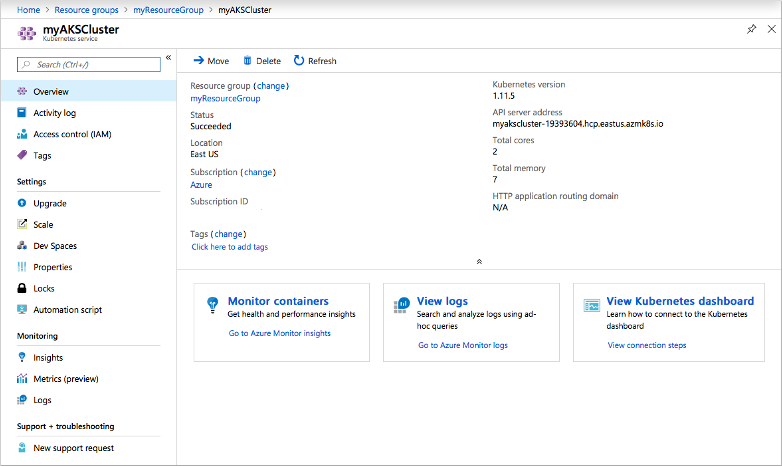 Home > Resource groups > myResourceGroup > myAKSCluster
myAKSCluster
Kubernetes service
Search (Ctrl+/)
Overview
Activity log
Access control (IAM)
Tags
Settings
Upgrade
Scale
Dev Spaces
Properties
Locks
Automation script
Monitoring
Insights
Metrics (preview)
Logs
Support + troubleshooting
New support request
Move Delete Refresh
Resource group (change)
myResourceGroup
Status
Succeeded
Location
East US
Subscription (change)
Azure
Subscription ID
Tags (change)
Click here to add tags
Kubernetes version
1.11.5
API server address
myakscluster-19393604.hcp.eastus.azmk8s.io
Total cores
2
Total memory
7
HTTP application routing domain
N/A
Monitor containers
Get health and performance insights
Go to Azure Monitor insights
View logs
Search and analyze logs using ad-
hoc queries
Go to Azure Monitor logs
View Kubernetes dashboard
Learn how to connect to the Kubernetes
dashboard
View connection steps